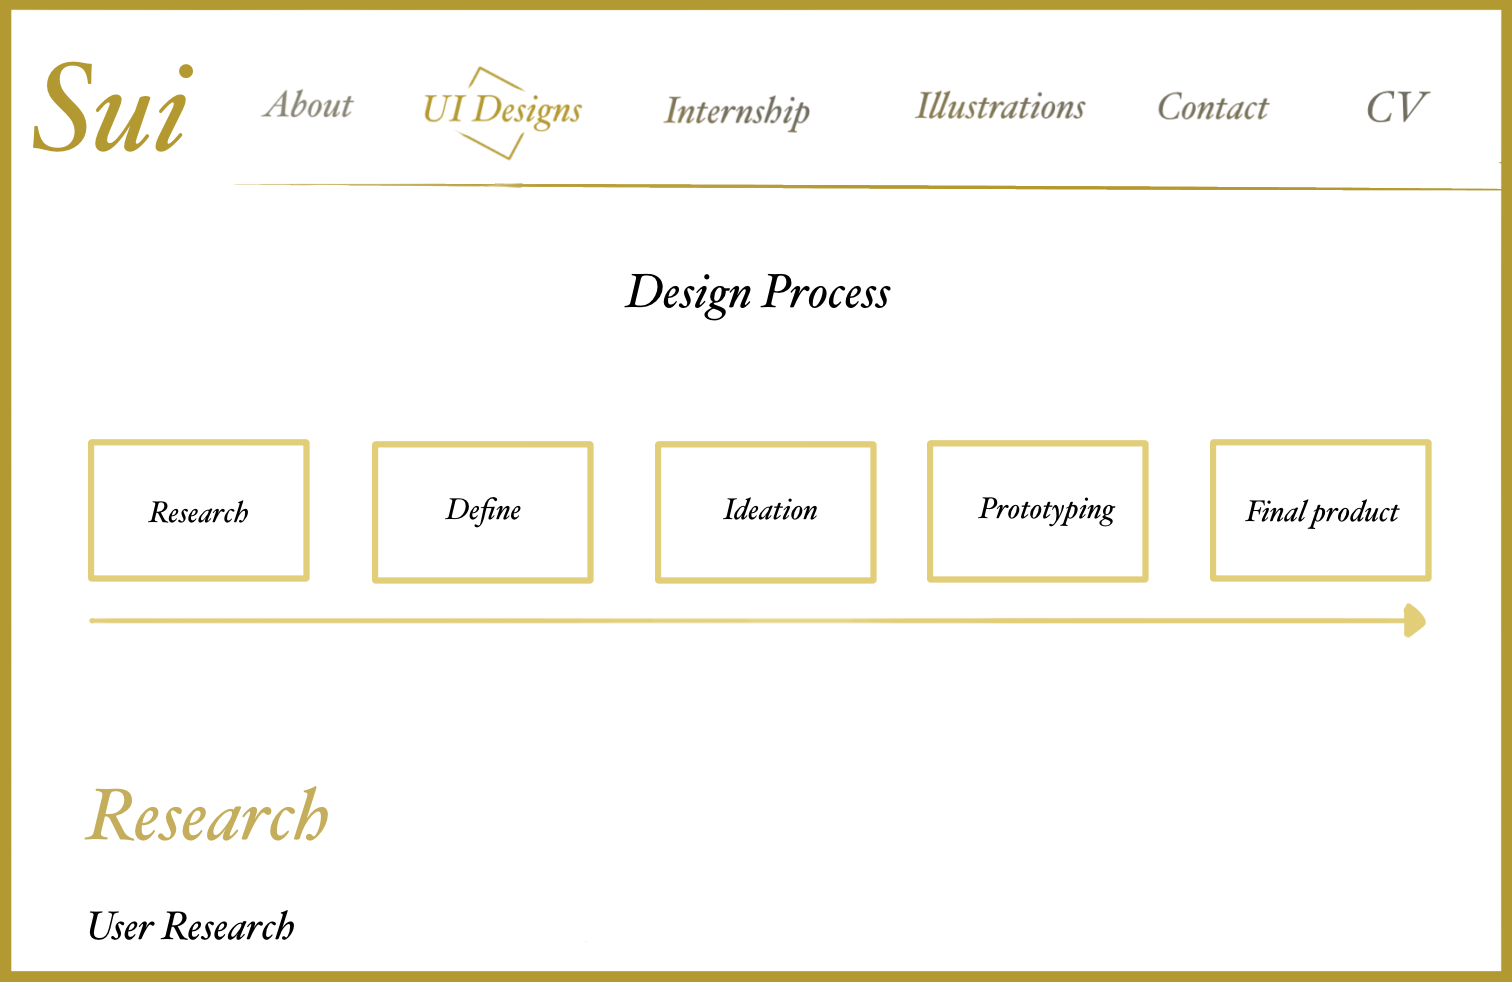 Sui
About UI Designs Internship Illustrations Contact CV
Design Process
Research Define Ideation Prototyping Final product
Research
User Research